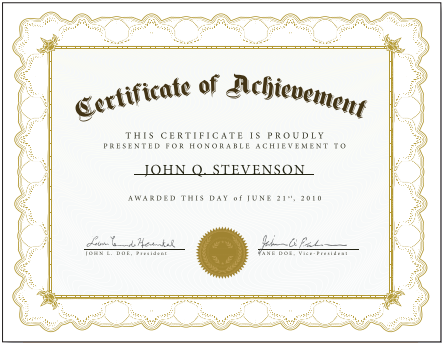 Certificate of Achievement
THIS CERTIFICATE IS PROUDLY
PRESENTED FOR HONORABLE ACHIEVEMENT TO
JOHN Q. STEVENSON
AWARDED THIS DAY of JUNE 21st, 2010
JOHN L. DOE, President
JANE DOE, Vice-President